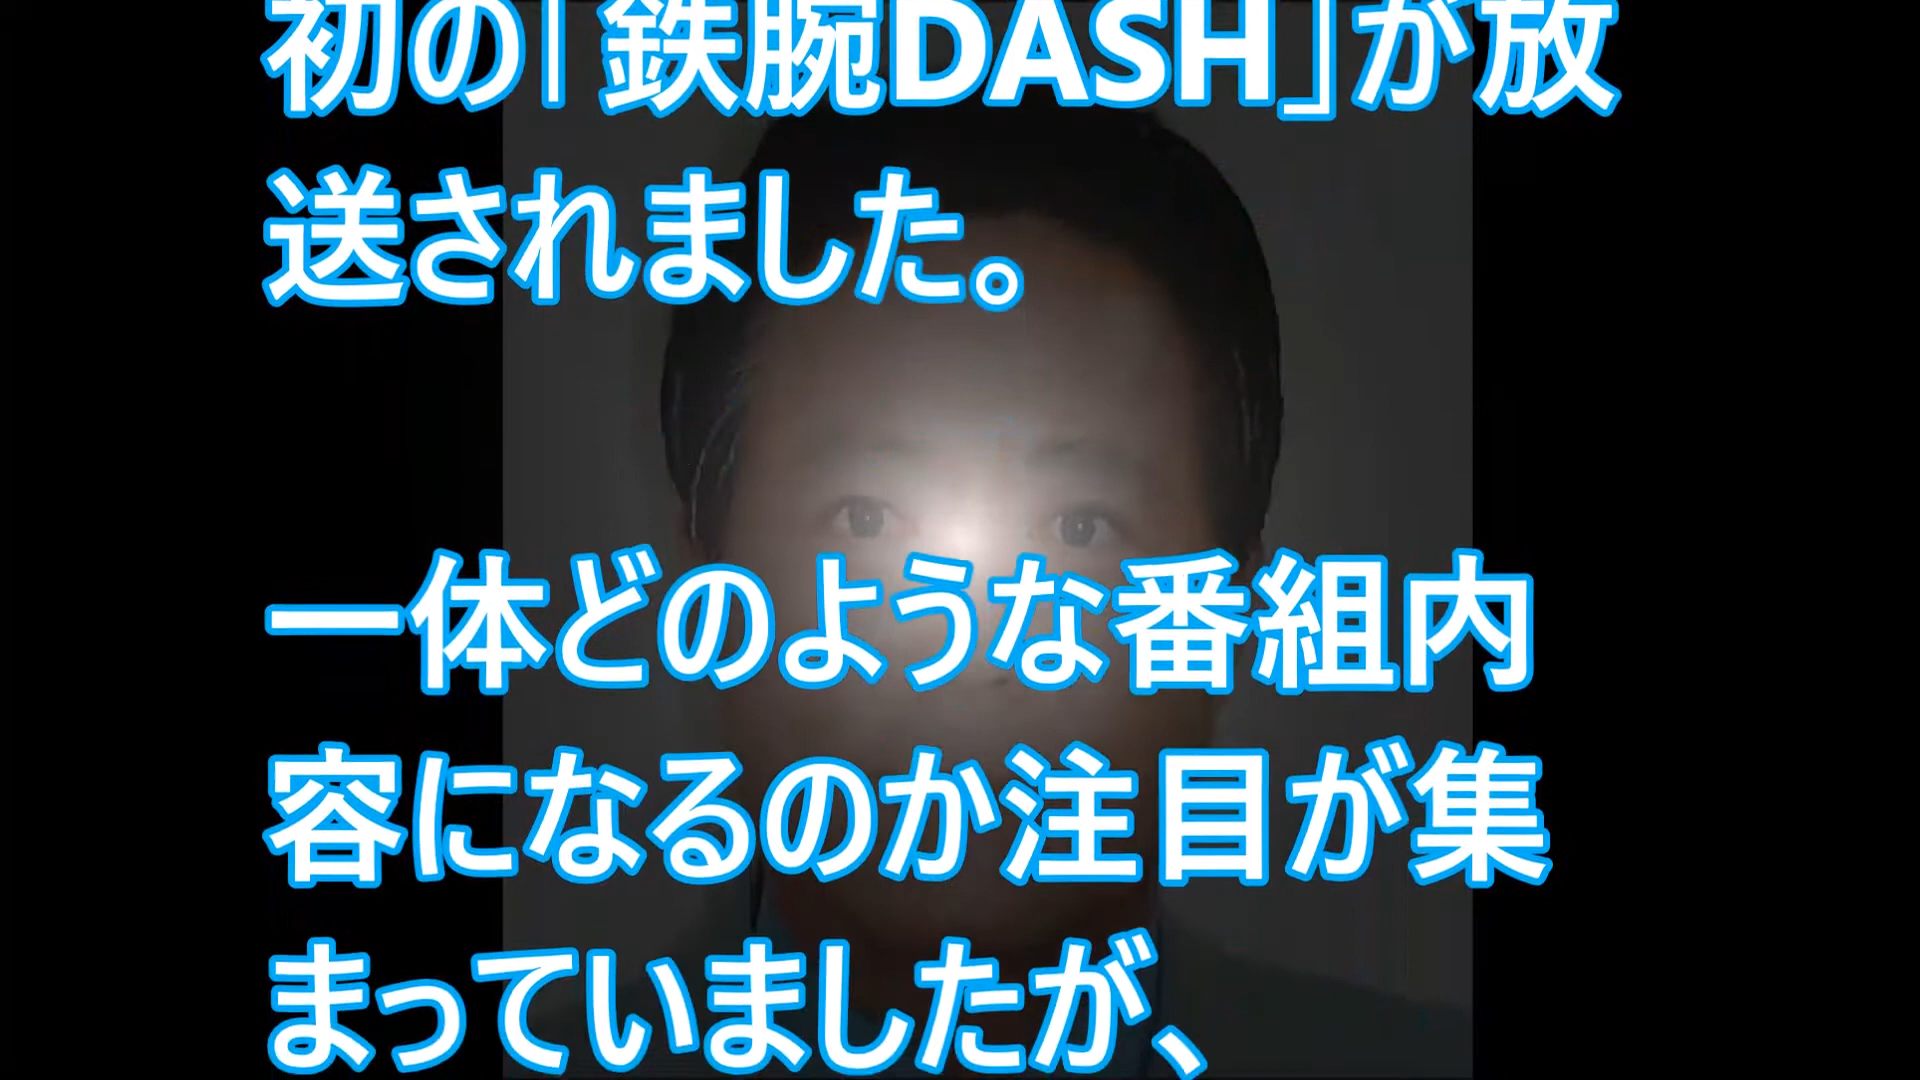 初の「鉄腕DASH」が放
送されました。
一体どのような番組内
容になるのか注目が集
まっていましたが、